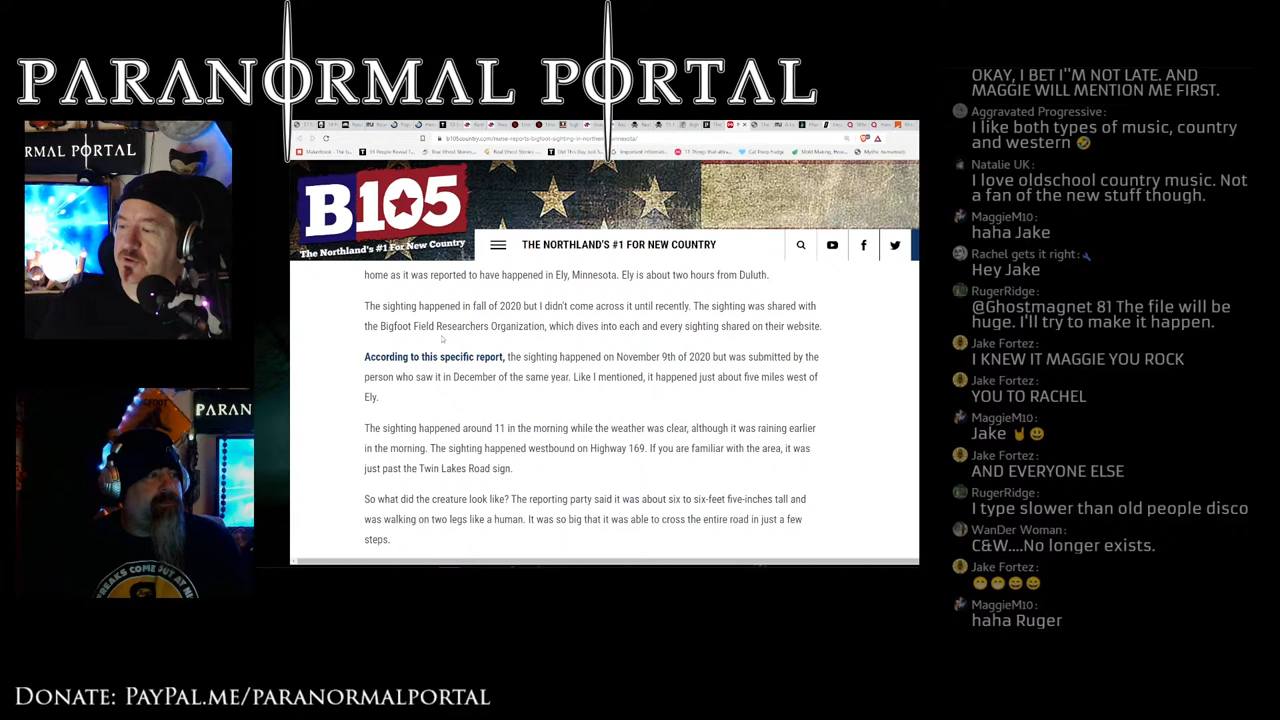 PARANORMAL PORTAL
RMAL PORTAL
b105country.com/nurse-reports-bigfoot-sighting-in-northern-minnesota/
B105
The Northland's #1 For New Country
THE NORTHLAND'S #1 FOR NEW COUNTRY
home as it was reported to have happened in Ely, Minnesota. Ely is about two hours from Duluth.
The sighting happened in fall of 2020 but I didn't come across it until recently. The sighting was shared with
the Bigfoot Field Researchers Organization, which dives into each and every sighting shared on their website.
According to this specific report, the sighting happened on November 9th of 2020 but was submitted by the
person who saw it in December of the same year. Like I mentioned, it happened just about five miles west of
Ely.
The sighting happened around 11 in the morning while the weather was clear, although it was raining earlier
in the morning. The sighting happened westbound on Highway 169. If you are familiar with the area, it was
just past the Twin Lakes Road sign.
So what did the creature look like? The reporting party said it was about six to six-feet five-inches tall and
was walking on two legs like a human. It was so big that it was able to cross the entire road in just a few
steps.
BIGFOOT
PARAN
FREAKS COME OUT AT NI
OKAY, I BET I"M NOT LATE. AND
MAGGIE WILL MENTION ME FIRST.
Aggravated Progressive:
I like both types of music, country
and western 🤣
Natalie UK:
I love oldschool country music. Not
a fan of the new stuff though.
MaggieM10:
haha Jake
Rachel gets it right:
Hey Jake
RugerRidge:
@Ghostmagnet 81 The file will be
huge. I'll try to make it happen.
Jake Fortez:
I KNEW IT MAGGIE YOU ROCK
Jake Fortez:
YOU TO RACHEL
MaggieM10:
Jake 🤘😃
Jake Fortez:
AND EVERYONE ELSE
RugerRidge:
I type slower than old people disco
WanDer Woman:
C&W....No longer exists.
Jake Fortez:
😁😁😄😄
MaggieM10:
haha Ruger
DONATE: PAYPAL.ME/PARANORMALPORTAL